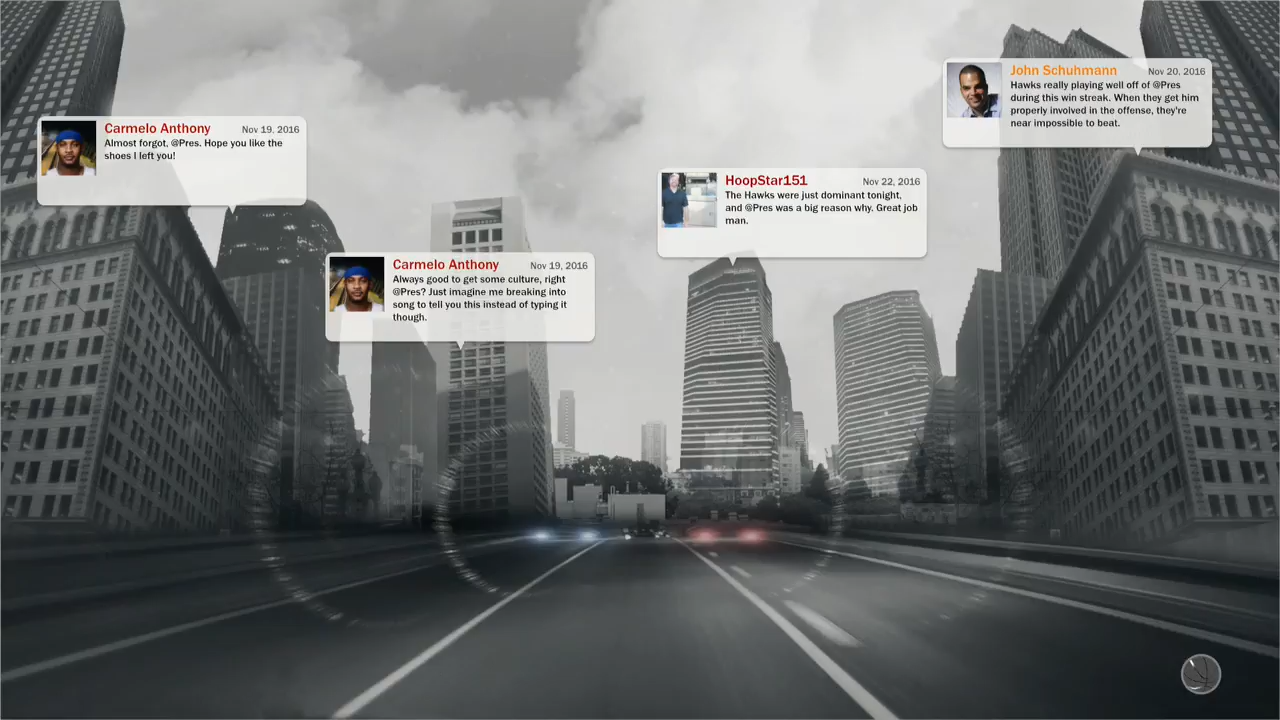 Carmelo Anthony
Nov 19. 2016
Almost forgot, @Pres. Hope you like the
shoes I left you!
Carmelo Anthony
Nov 19, 2016
Always good to get some culture, right
@Pres? Just imagine me breaking into
song to tell you this instead of typing it
though.
HoopStar151
Nov 22, 2016
The Hawks were just dominant tonight,
and @Pres was a big reason why. Great job
man.
John Schuhmann
Nov 20, 2016
Hawks really playing well off of @Pres
during this win streak. When they get him
properly involved in the offense, they're
near impossible to beat.